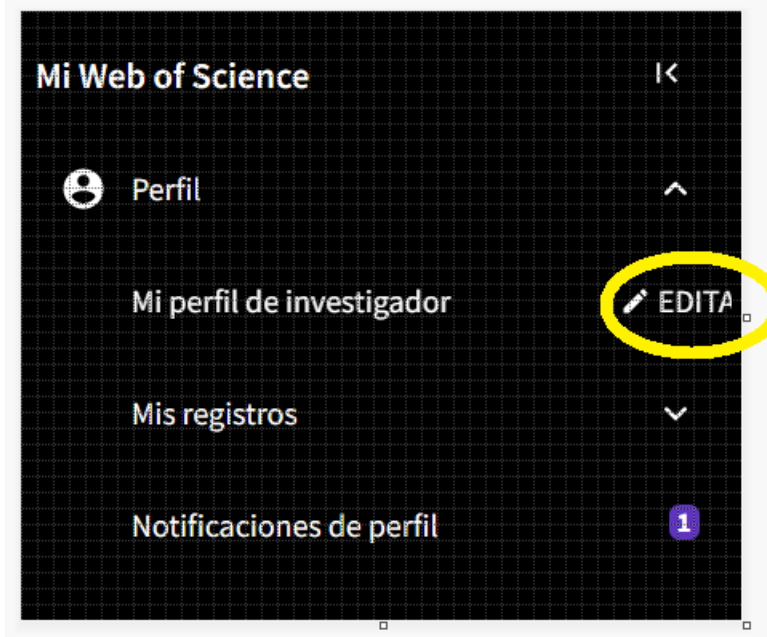 Mi Web of Science
Perfil
Mi perfil de investigador EDITA
Mis registros
Notificaciones de perfil 1